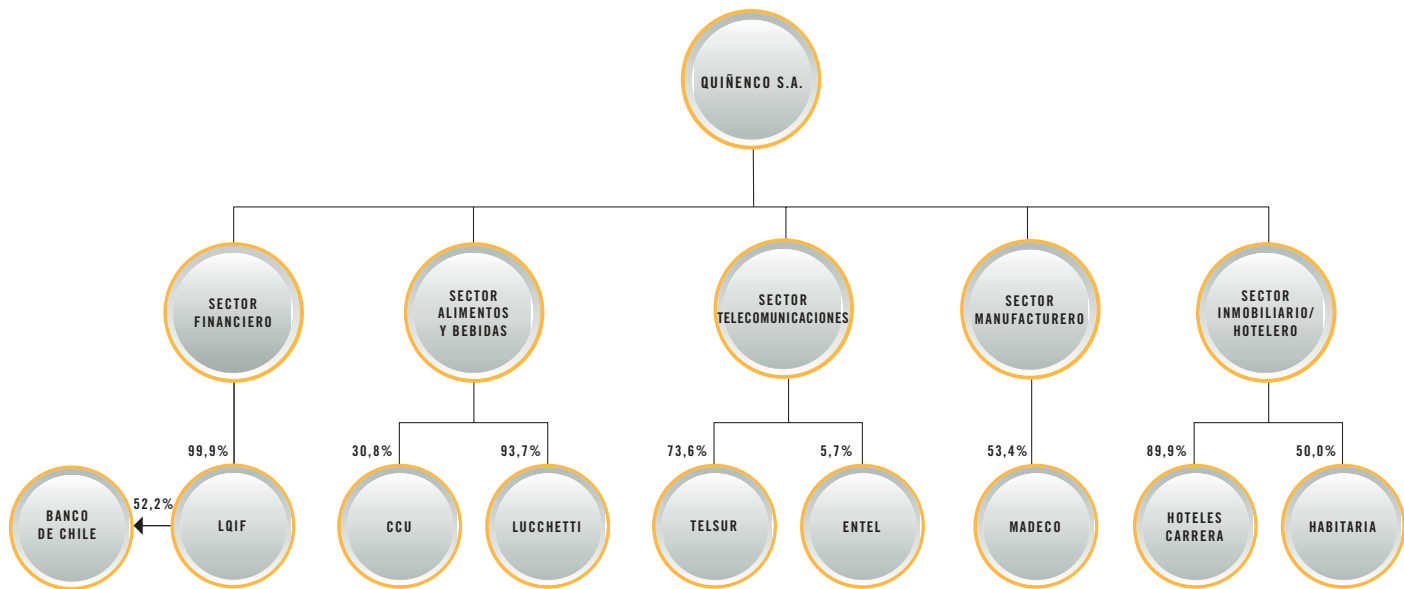 QUIÑENCO S.A.
SECTOR
FINANCIERO
SECTOR
ALIMENTOS
Y BEBIDAS
SECTOR
TELECOMUNICACIONES
SECTOR
MANUFACTURERO
SECTOR
INMOBILIARIO/
HOTELERO
99,9%
30,8%
93,7%
73,6%
5,7%
53,4%
89,9%
50,0%
BANCO
DE CHILE
52,2%
LQIF
CCU
LUCCHETTI
TELSUR
ENTEL
MADECO
HOTELES
CARRERA
HABITARIA